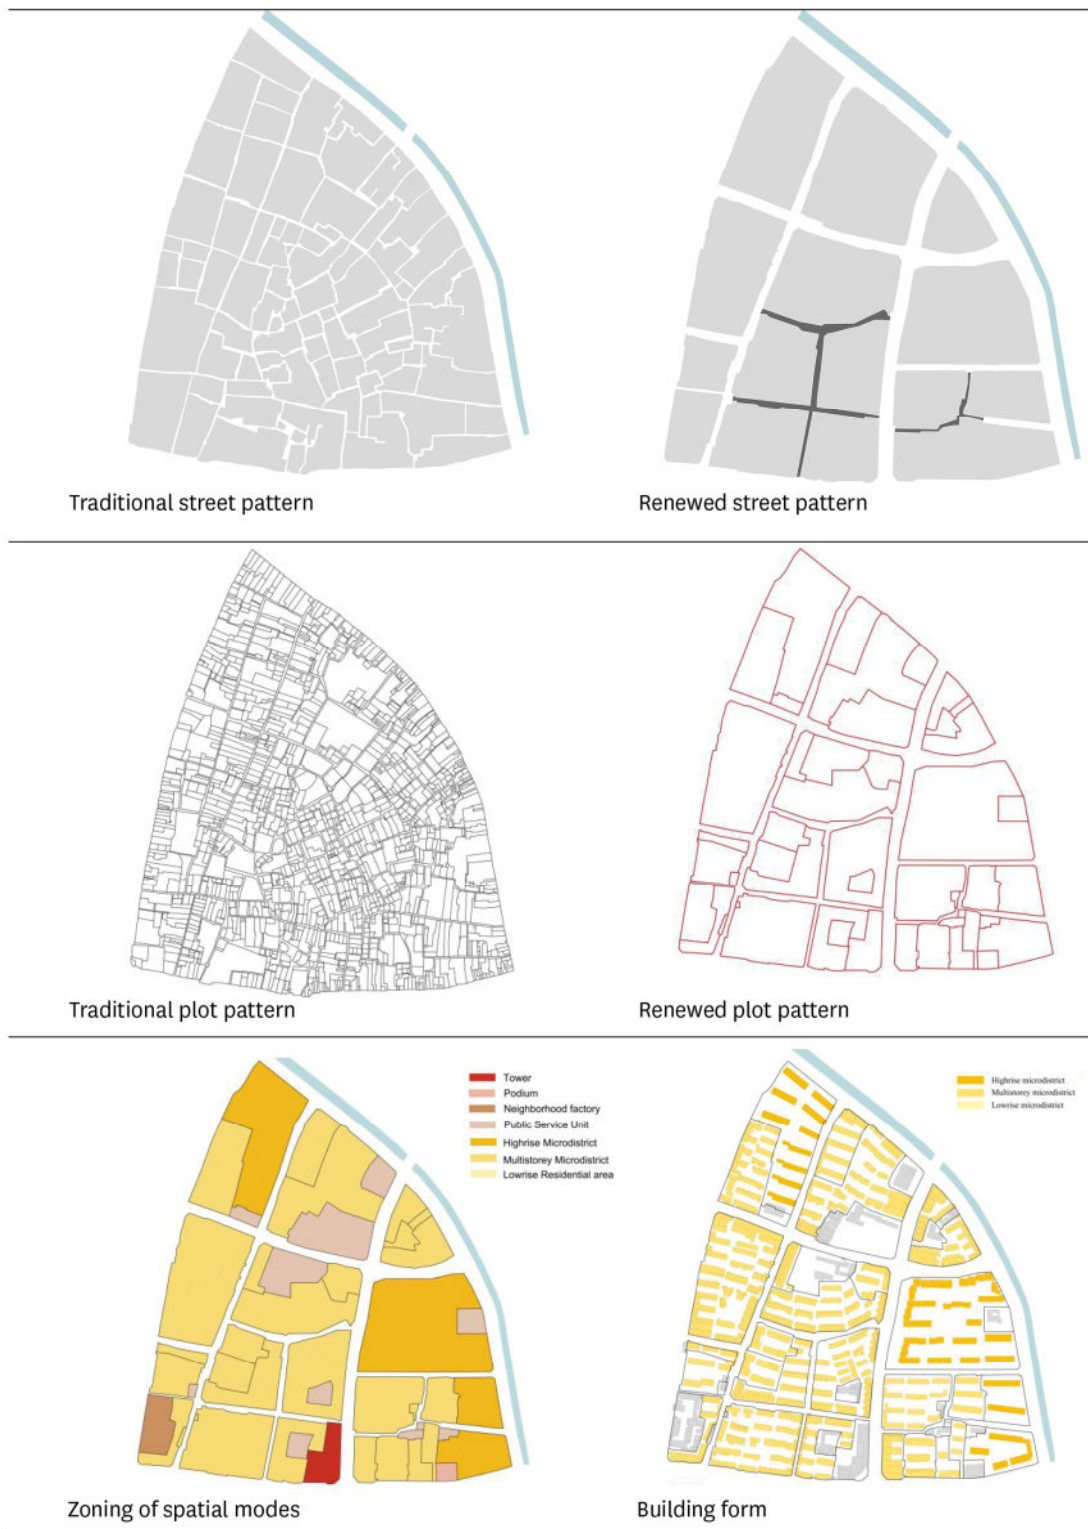 Traditional street pattern
Renewed street pattern
Traditional plot pattern
Renewed plot pattern
Tower
Podium
Neighborhood factory
Public Service Unit
Highrise Microdistrict
Multistorey Microdistrict
Lowrise Residential area
Highrise microdistrict
Multistorey microdistrict
Lowrise microdistrict
Zoning of spatial modes
Building form